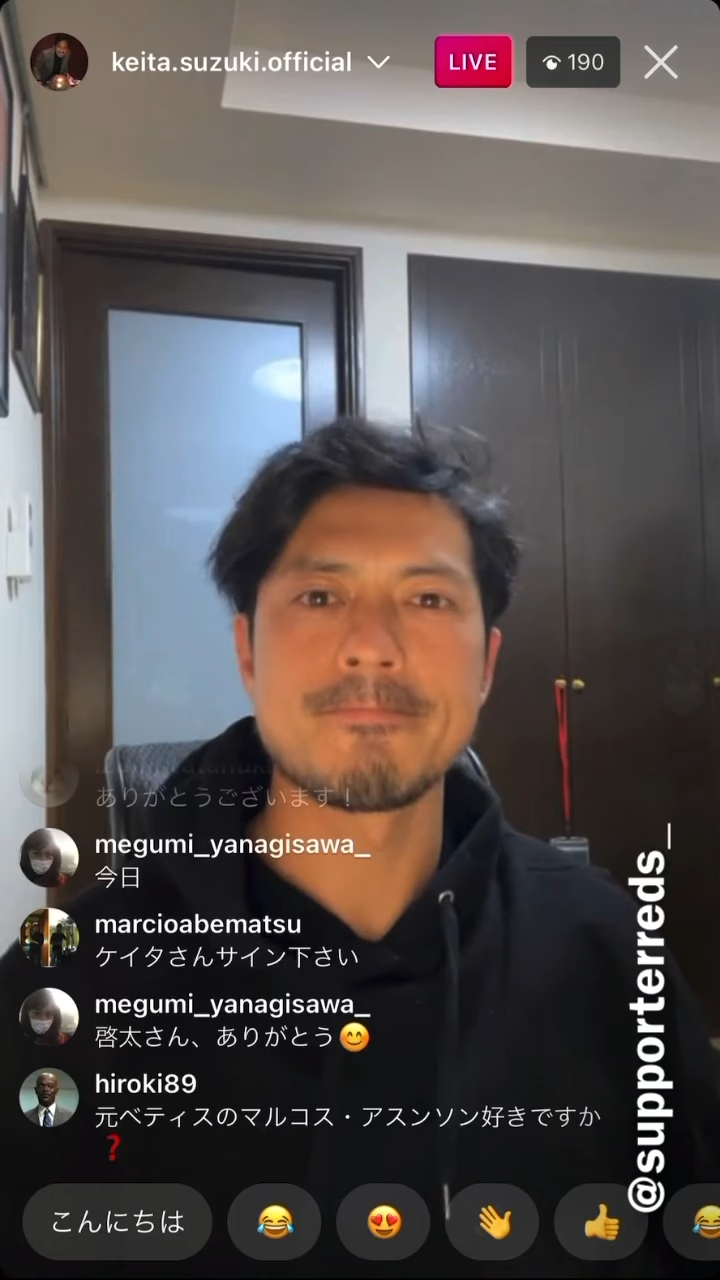 keita.suzuki.official
LIVE
190
ありがとうございます!
megumi_yanagisawa_
今日
marcioabematsu
ケイタさんサイン下さい
megumi_yanagisawa_
啓太さん、ありがとう😊
hiroki89
元ベティスのマルコス・アスンソン好きですか
❓
こんにちは
😂
😍
👋
👍
😂
@supporterreds_